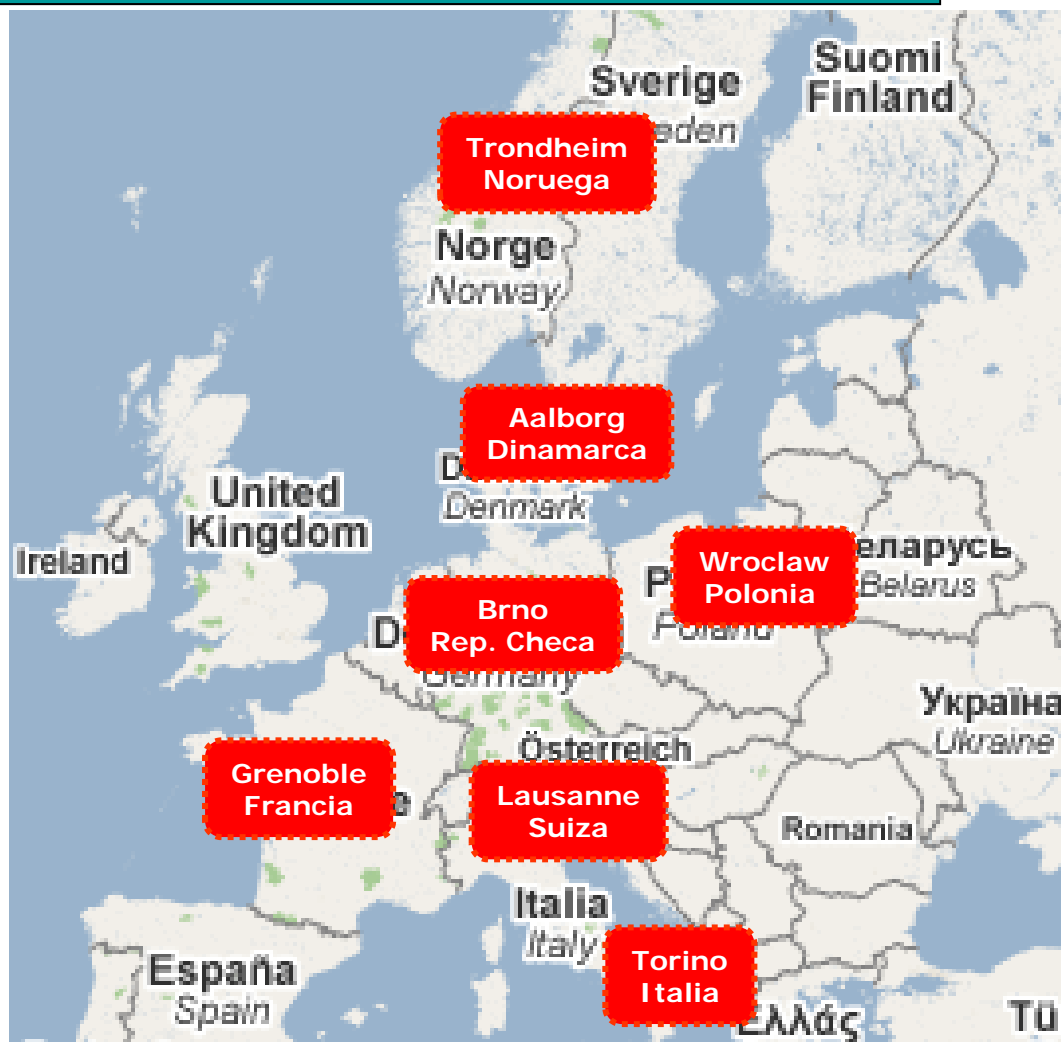 Suomi
Finland
Sverige
eden
Trondheim
Noruega
Norge
Norway
Aalborg
Dinamarca
D
Denmark
United
Kingdom
Ireland
Wroclaw
Polonia
еларусь
Belarus
P
Poland
Brno
Rep. Checa
D
Germany
Україна
Ukraine
Österreich
Grenoble
Francia
e
Lausanne
Suiza
Romania
Italia
Italy
Torino
Italia
España
Spain
Ελλάς
Tü